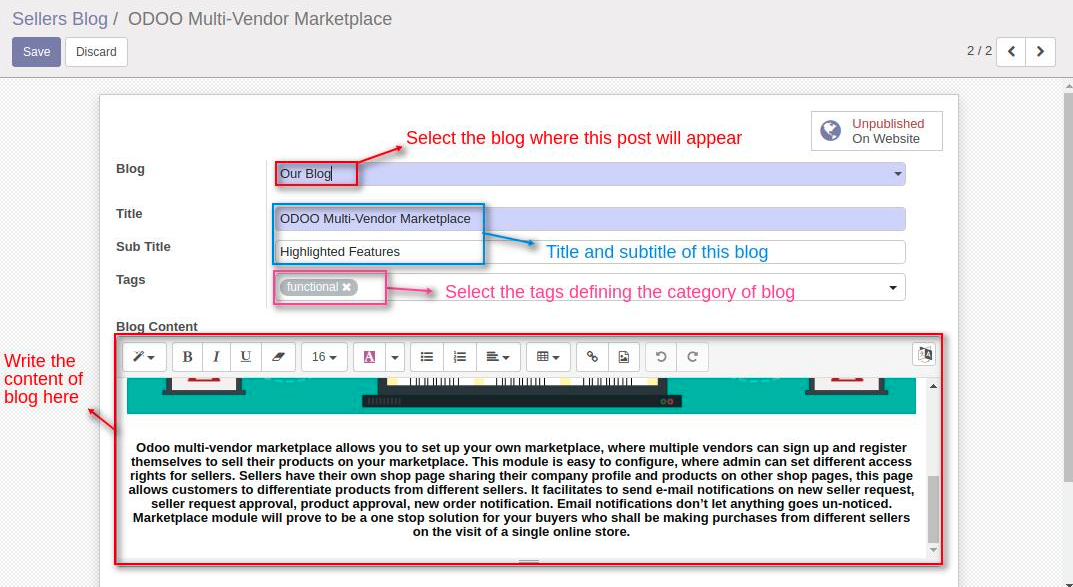 Sellers Blog / ODOO Multi-Vendor Marketplace
Save Discard
2 / 2
Unpublished
On Website
Select the blog where this post will appear
Blog
Our Blog
Title
ODOO Multi-Vendor Marketplace
Sub Title
Highlighted Features
Title and subtitle of this blog
Tags
functional ✖
Select the tags defining the category of blog
Blog Content
Write the
content of
blog here
B I U 16 A
Odoo multi-vendor marketplace allows you to set up your own marketplace, where multiple vendors can sign up and register
themselves to sell their products on your marketplace. This module is easy to configure, where admin can set different access
rights for sellers. Sellers have their own shop page sharing their company profile and products on other shop pages, this page
allows customers to differentiate products from different sellers. It facilitates to send e-mail notifications on new seller request,
seller request approval, product approval, new order notification. Email notifications don't let anything goes un-noticed.
Marketplace module will prove to be a one stop solution for your buyers who shall be making purchases from different sellers
on the visit of a single online store.